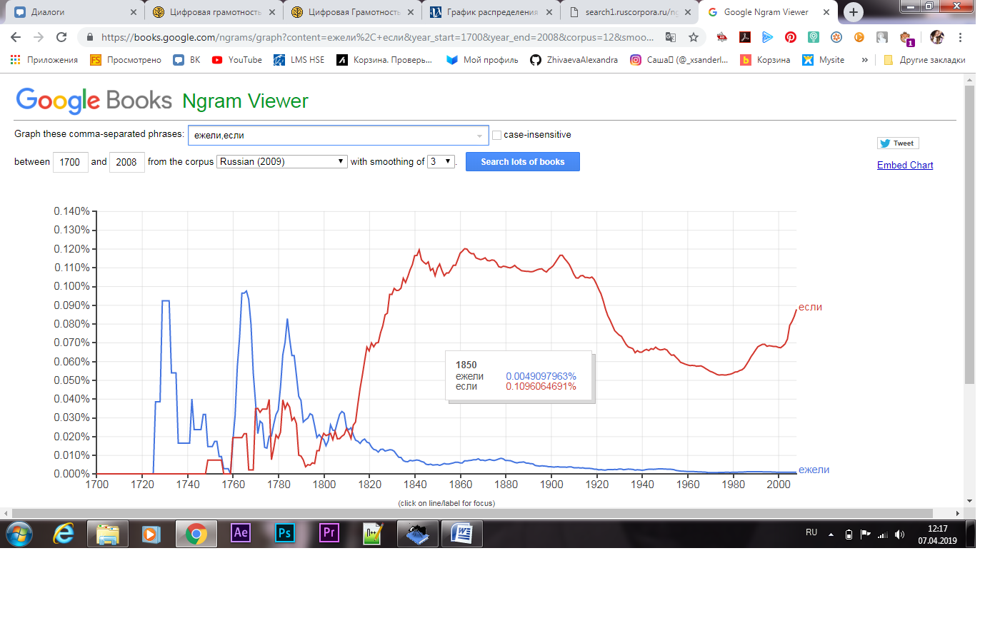 Диалоги
Цифровая грамотность
Цифровая Грамотность
График распределения
search1.ruscorpora.ru/ng
Google Ngram Viewer
https://books.google.com/ngrams/graph?content=ежели%2C+если&year_start=1700&year_end=2008&corpus=12&smoo...
1
Приложения
FS Просмотрено
ВК
YouTube
LMS HSE
Корзина. Проверь...
Мой профиль
ZhivaevaAlexandra
Саша (@_xsanderl...
b Корзина
Mysite
»
Другие закладки
Google Books Ngram Viewer
Graph these comma-separated phrases: ежели,если case-insensitive
between 1700 and 2008 from the corpus Russian (2009) with smoothing of 3. Search lots of books
Tweet
Embed Chart
0.140%
0.130%
0.120%
0.110%
0.100%
0.090%
0.080%
0.070%
0.060%
0.050%
0.040%
0.030%
0.020%
0.010%
0.000%
если
1850
ежели 0.0049097963%
если 0.1096064691%
ежели
1700 1720 1740 1760 1780 1800 1820 1840 1860 1880 1900 1920 1940 1960 1980 2000
(click on line/label for focus)
Ae
Ps
Pr
RU
12:17
07.04.2019